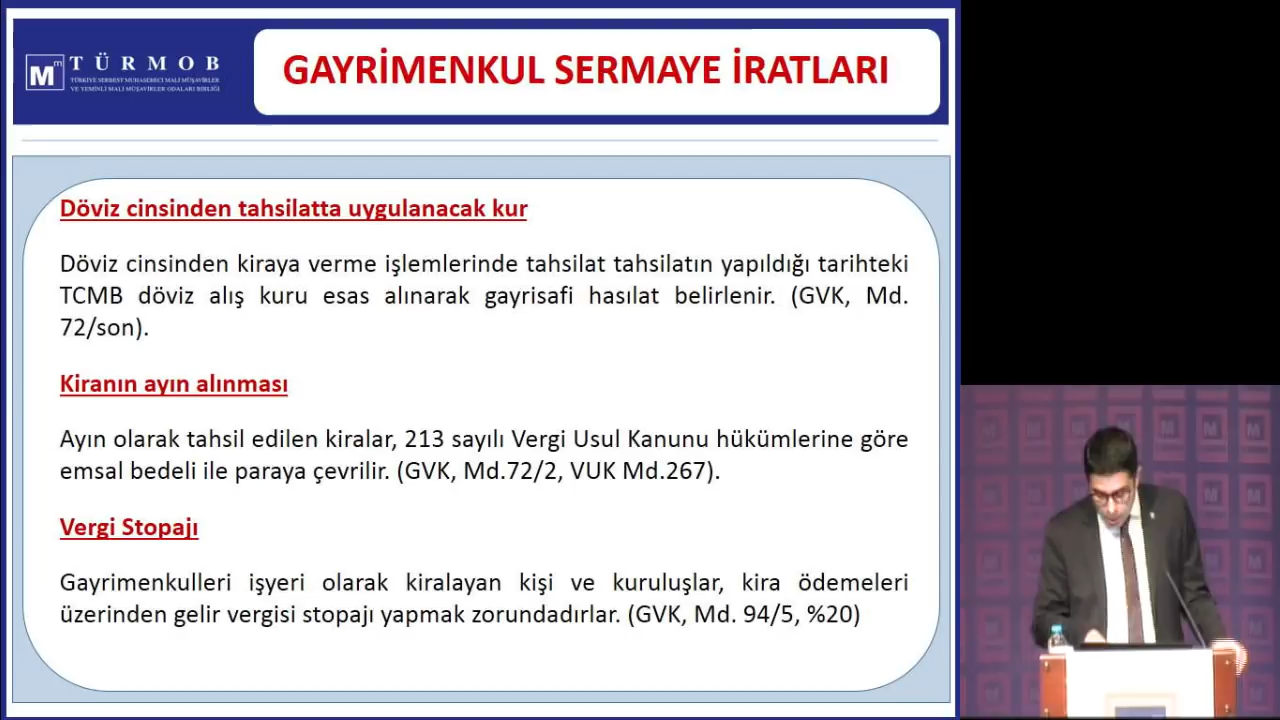 TÜRMOB
TÜRKİYE SERBEST MUHASEBECİ MALİ MÜŞAVİRLER
VE YEMİNLİ MALİ MÜŞAVİRLER ODALARI BİRLİĞİ
GAYRİMENKUL SERMAYE İRATLARI
Döviz cinsinden tahsilatta uygulanacak kur
Döviz cinsinden kiraya verme işlemlerinde tahsilat tahsilatın yapıldığı tarihteki
TCMB döviz alış kuru esas alınarak gayrisafi hasılat belirlenir. (GVK, Md.
72/son).
Kiranın ayın alınması
Ayın olarak tahsil edilen kiralar, 213 sayılı Vergi Usul Kanunu hükümlerine göre
emsal bedeli ile paraya çevrilir. (GVK, Md.72/2, VUK Md.267).
Vergi Stopajı
Gayrimenkulleri işyeri olarak kiralayan kişi ve kuruluşlar, kira ödemeleri
üzerinden gelir vergisi stopajı yapmak zorundadırlar. (GVK, Md. 94/5, %20)